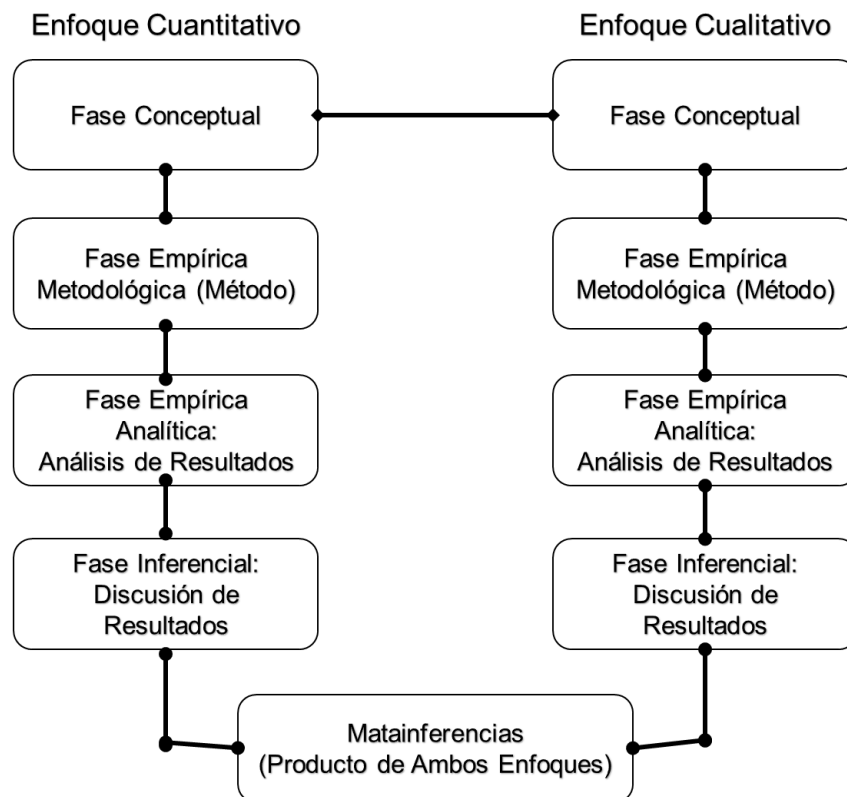 Enfoque Cuantitativo
Enfoque Cualitativo
Fase Conceptual
Fase Conceptual
Fase Empírica
Metodológica (Método)
Fase Empírica
Metodológica (Método)
Fase Empírica
Analítica:
Análisis de Resultados
Fase Empírica
Analítica:
Análisis de Resultados
Fase Inferencial:
Discusión de
Resultados
Fase Inferencial:
Discusión de
Resultados
Matainferencias
(Producto de Ambos Enfoques)